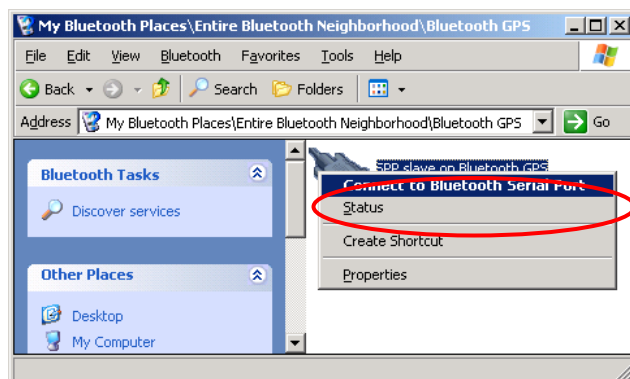 My Bluetooth Places\Entire Bluetooth Neighborhood\Bluetooth GPS
File Edit View Bluetooth Favorites Tools Help
Back Search Folders
Address My Bluetooth Places\Entire Bluetooth Neighborhood\Bluetooth GPS Go
Bluetooth Tasks
Discover services
Other Places
Desktop
My Computer
SPP slave on Bluetooth GPS
Connect to Bluetooth Serial Port
Status
Create Shortcut
Properties